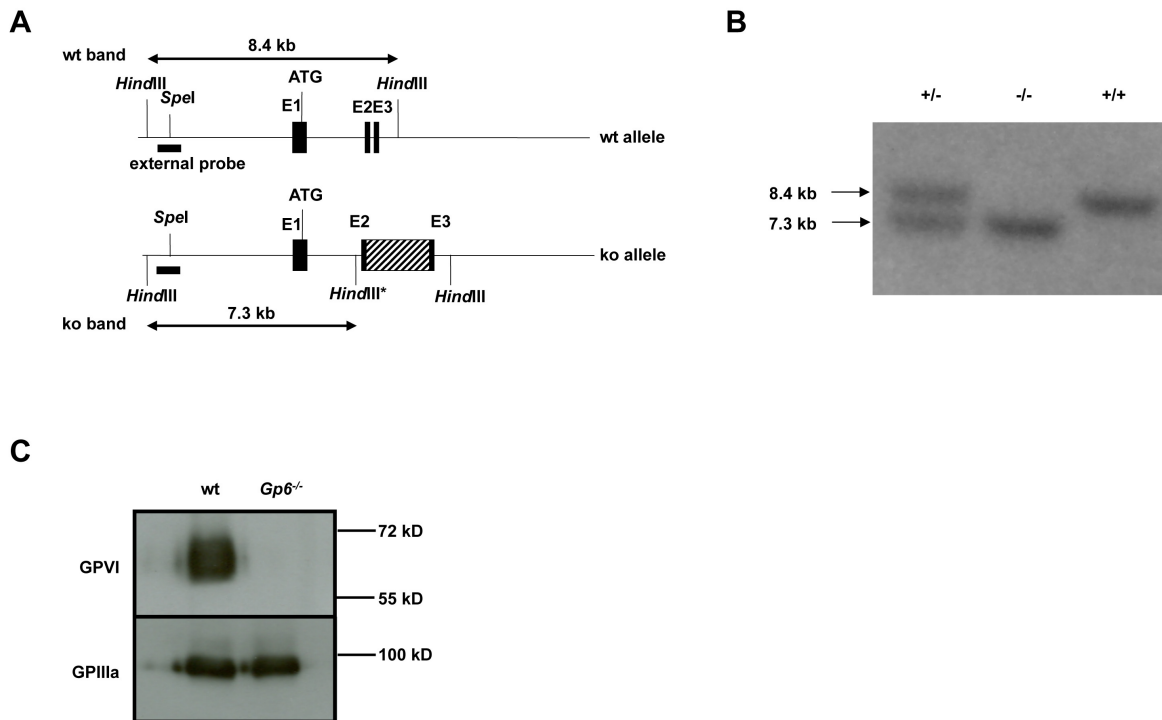 A
wt band
8.4 kb
HindIII
SpeI
ATG
HindIII
E1
E2E3
wt allele
external probe
ATG
SpeI
E1
E2
E3
ko allele
HindIII
HindIII*
HindIII
7.3 kb
ko band
B
+/- -/- +/+
8.4 kb
7.3 kb
C
wt Gp6-/-
72 kD
GPVI
55 kD
100 kD
GPIIIa